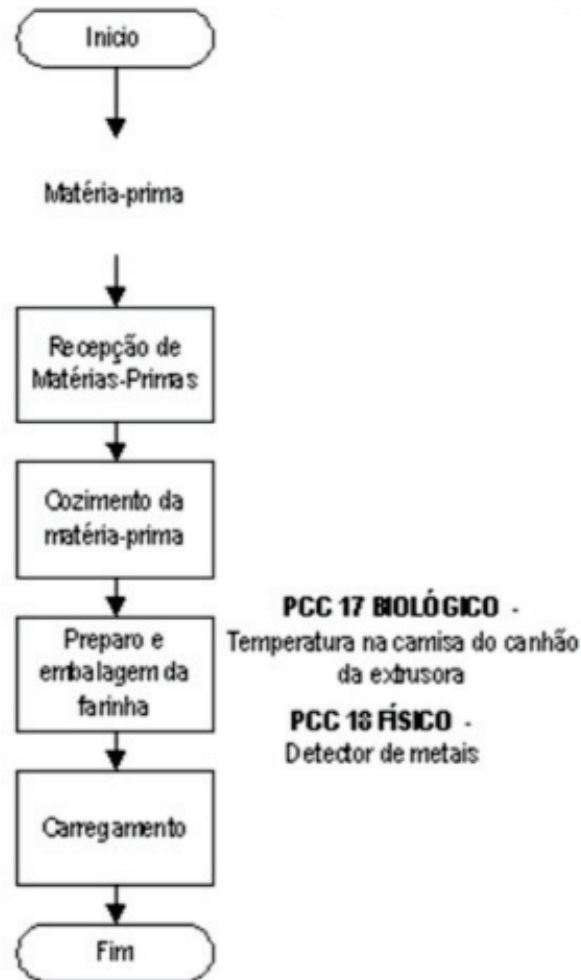 Inicio
Matéria-prima
Recepção de
Matérias-Primas
Cozimento da
matéria-prima
Preparo e
embalagem da
farinha
PCC 17 BIOLÓGICO -
Temperatura na camisa do canhão
da extrusora
PCC 18 FÍSICO -
Detector de metais
Carregamento
Fim